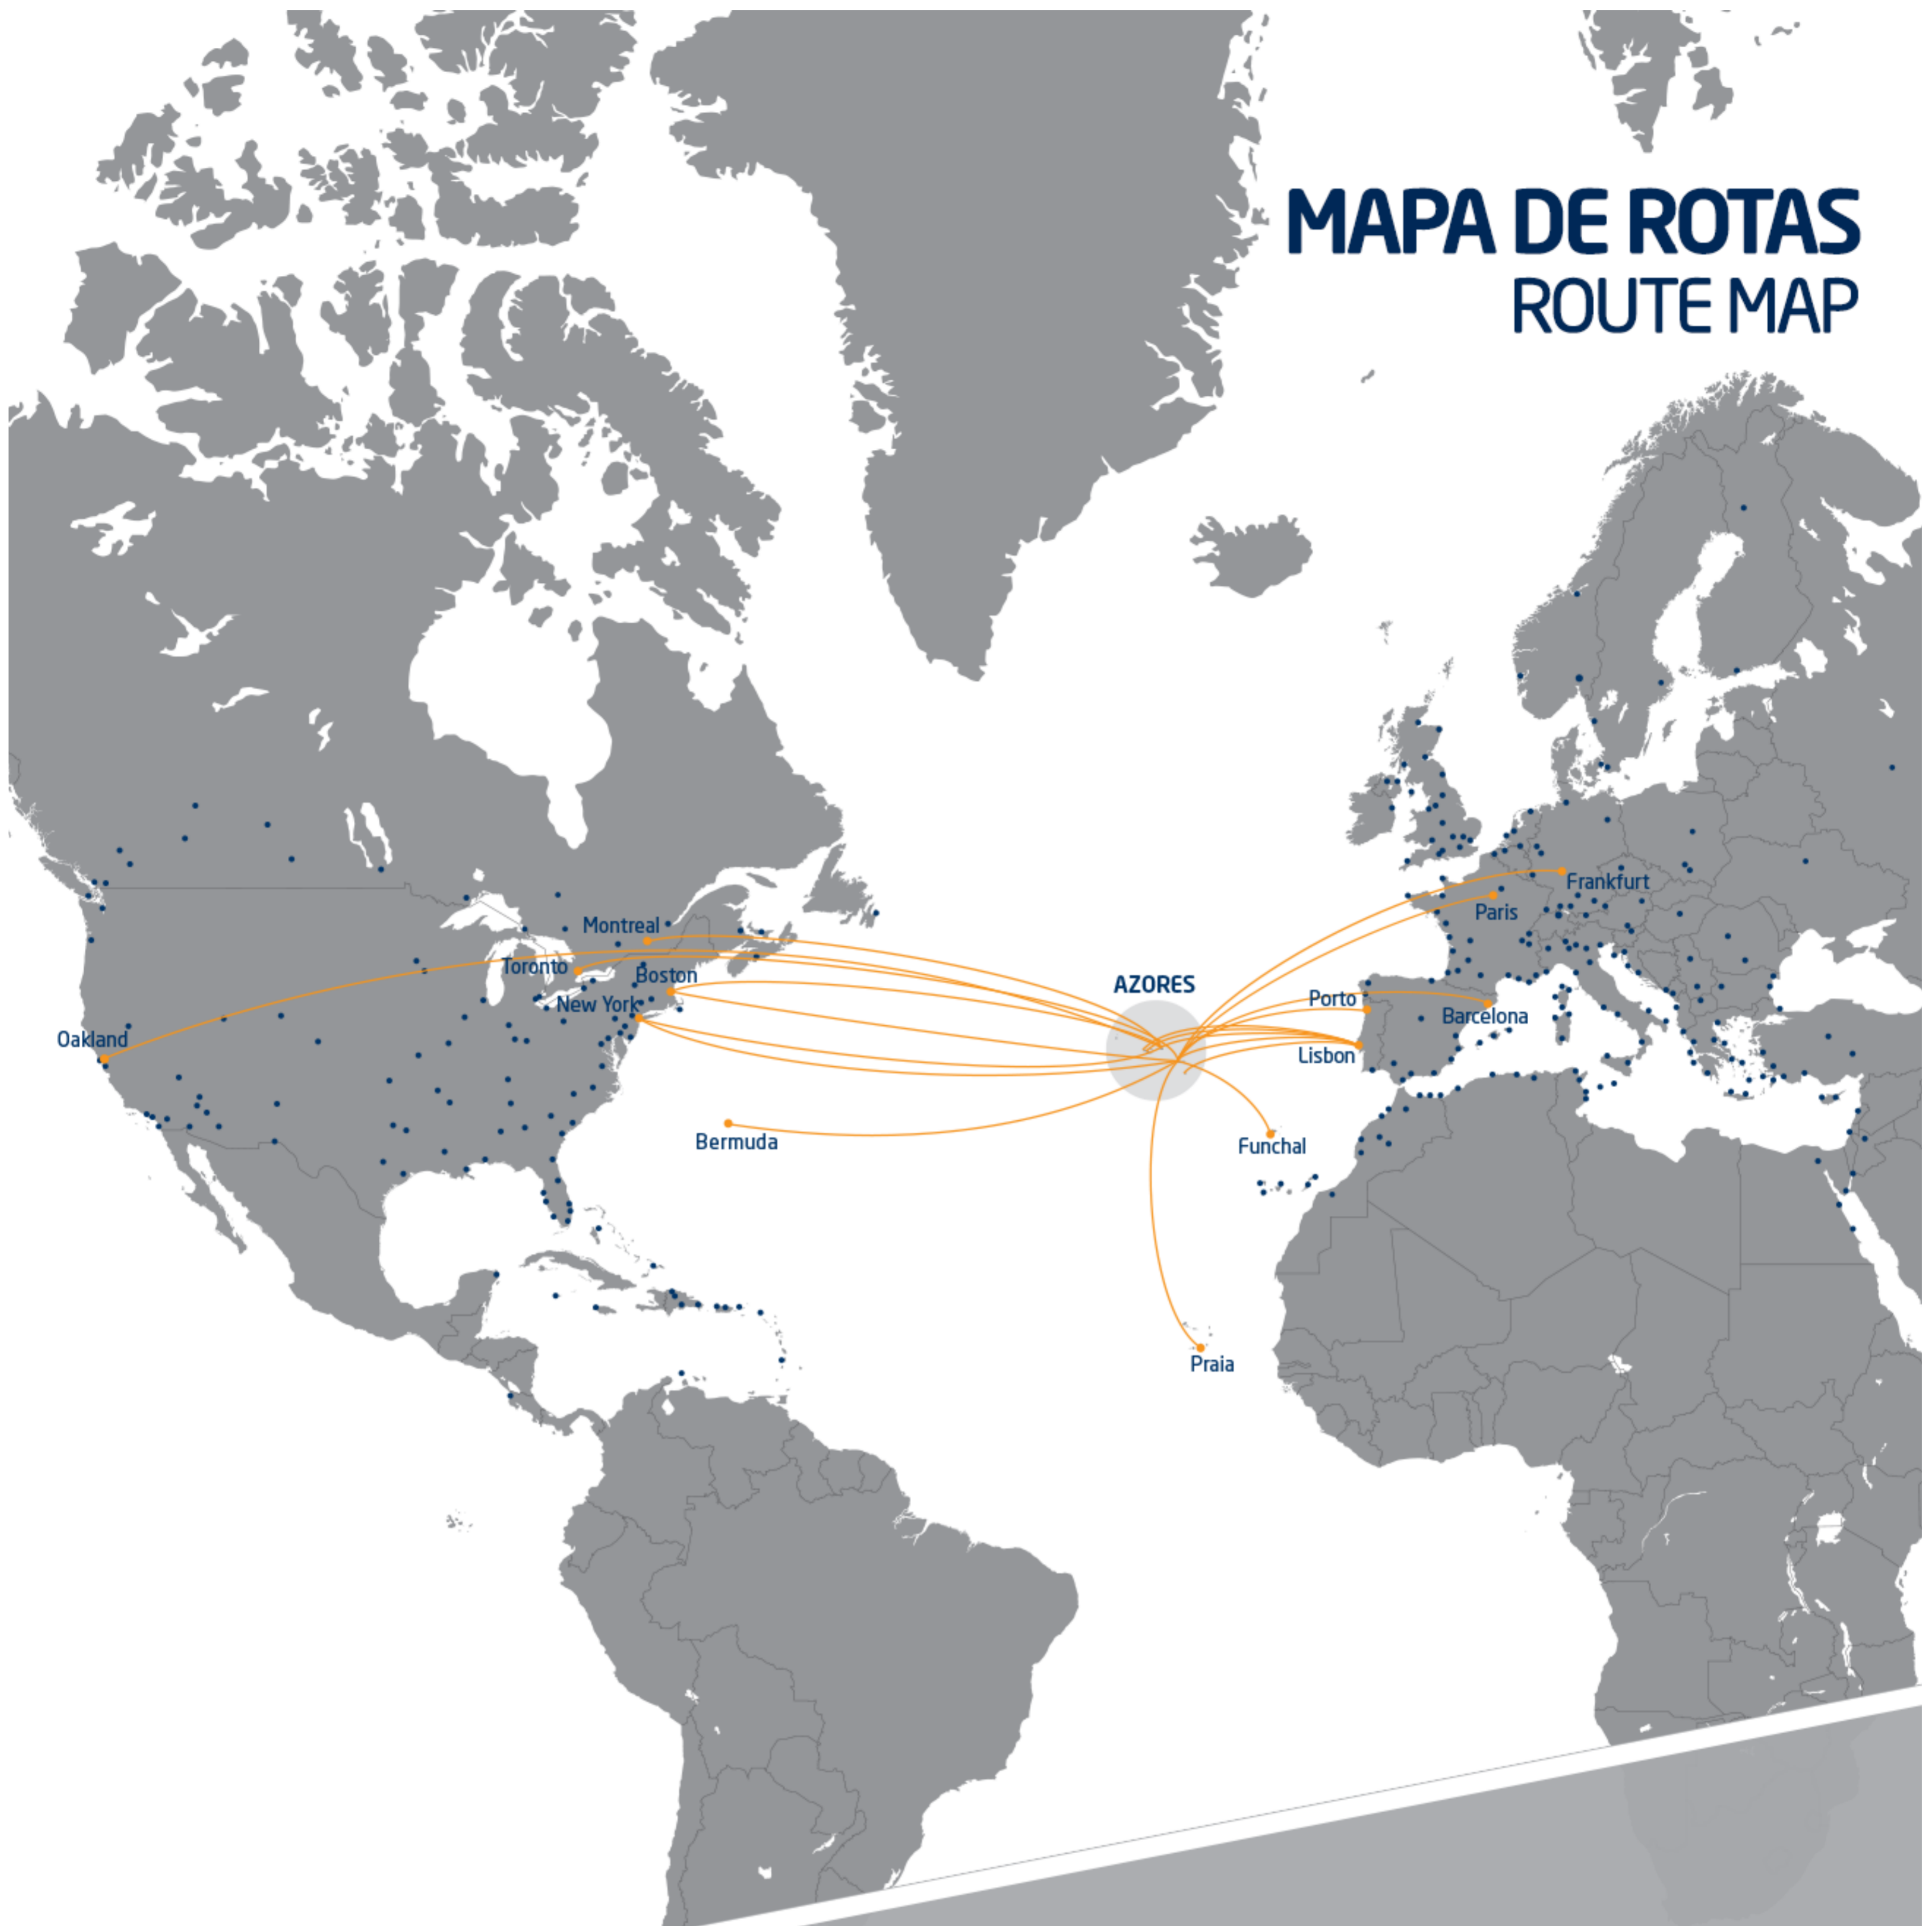 MAPA DE ROTAS
ROUTE MAP
Frankfurt
Paris
Montreal
Toronto
Boston
AZORES
New York
Porto
Barcelona
Oakland
Lisbon
Bermuda
Funchal
Praia